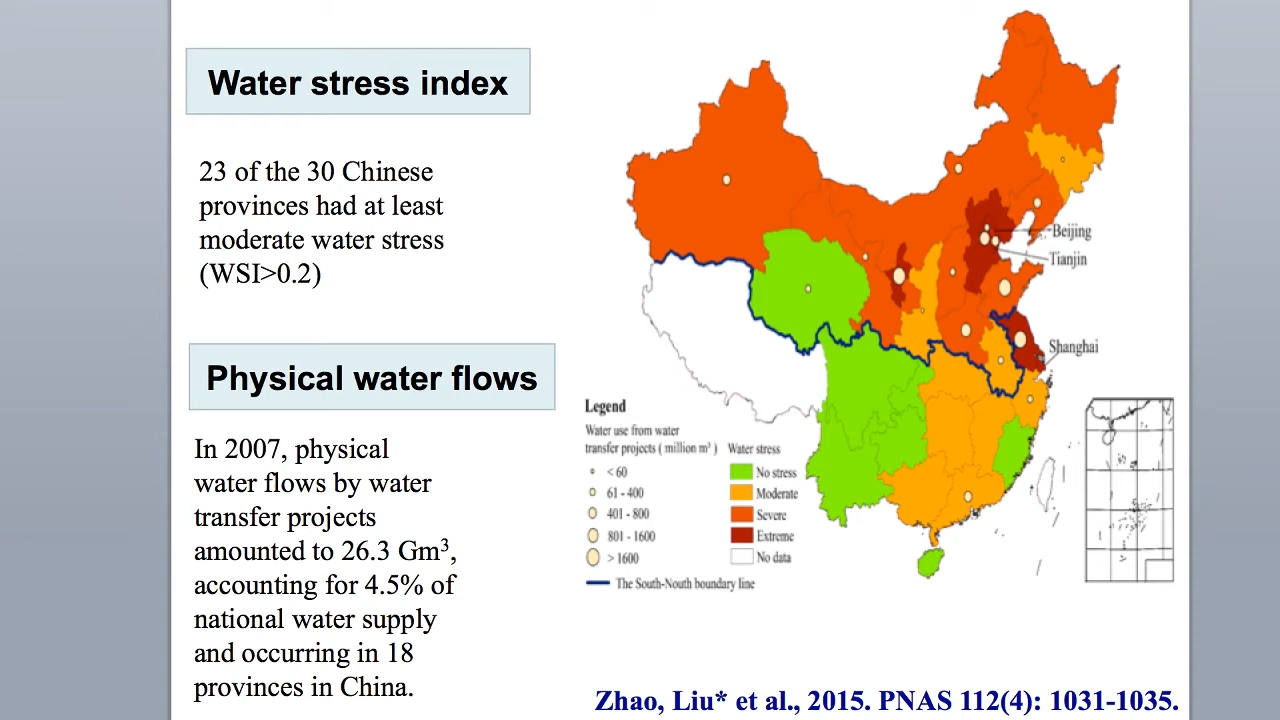 Water stress index
23 of the 30 Chinese
provinces had at least
moderate water stress
(WSI>0.2)
Physical water flows
In 2007, physical
water flows by water
transfer projects
amounted to 26.3 Gm³,
accounting for 4.5% of
national water supply
and occurring in 18
provinces in China.
Beijing
Tianjin
Shanghai
Legend
Water use from water
transfer projects ( million m³ )
< 60
61 - 400
401 - 800
801 - 1600
> 1600
Water stress
No stress
Moderate
Severe
Extreme
No data
The South-North boundary line
Zhao, Liu* et al., 2015. PNAS 112(4): 1031-1035.